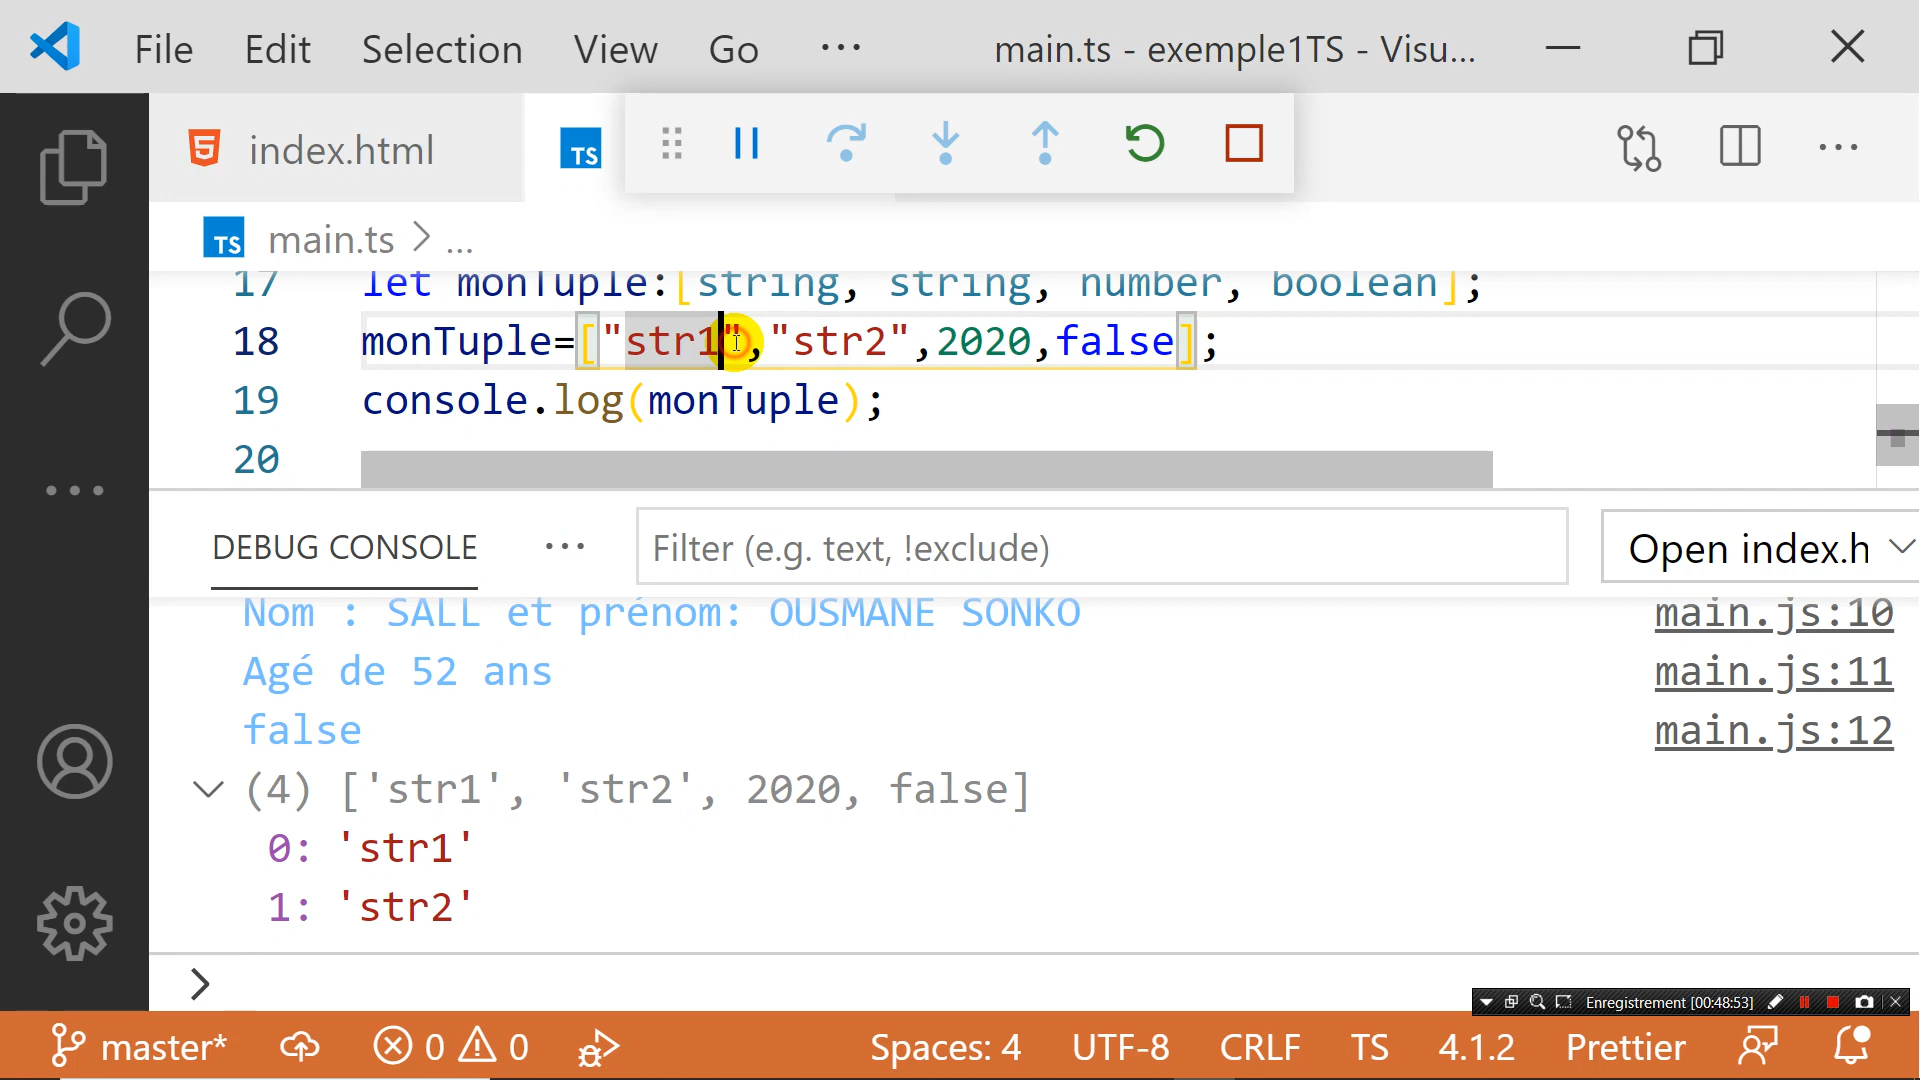 File Edit Selection View Go ··· main.ts - exemple1TS - Visu...
index.html TS
TS main.ts > ...
17 let monTuple:[string, string, number, boolean];
18 monTuple=["str1","str2",2020,false];
19 console.log(monTuple);
20
DEBUG CONSOLE ··· Filter (e.g. text, !exclude) Open index.h
Nom : SALL et prénom: OUSMANE SONKO main.js:10
Agé de 52 ans main.js:11
false main.js:12
(4) ['str1', 'str2', 2020, false]
0: 'str1'
1: 'str2'
>
Enregistrement [00:48:53]
master* 0 0 Spaces: 4 UTF-8 CRLF TS 4.1.2 Prettier